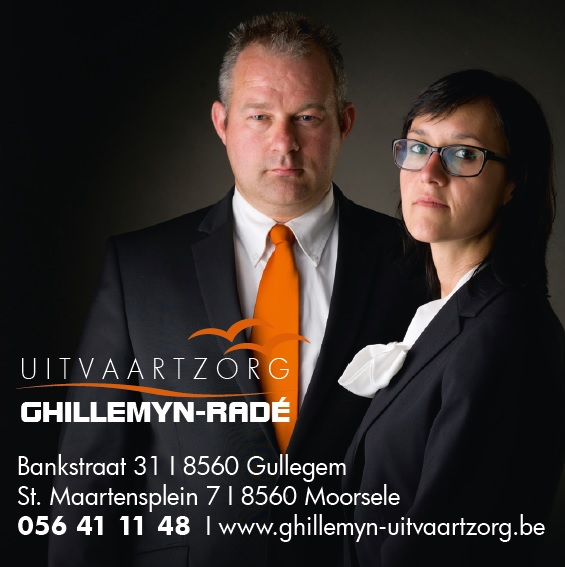 UITVAARTZORG
GHILLEMYN-RADÉ
Bankstraat 31 I 8560 Gullegem
St. Maartensplein 7 I 8560 Moorsele
056 41 11 48 I www.ghillemyn-uitvaartzorg.be